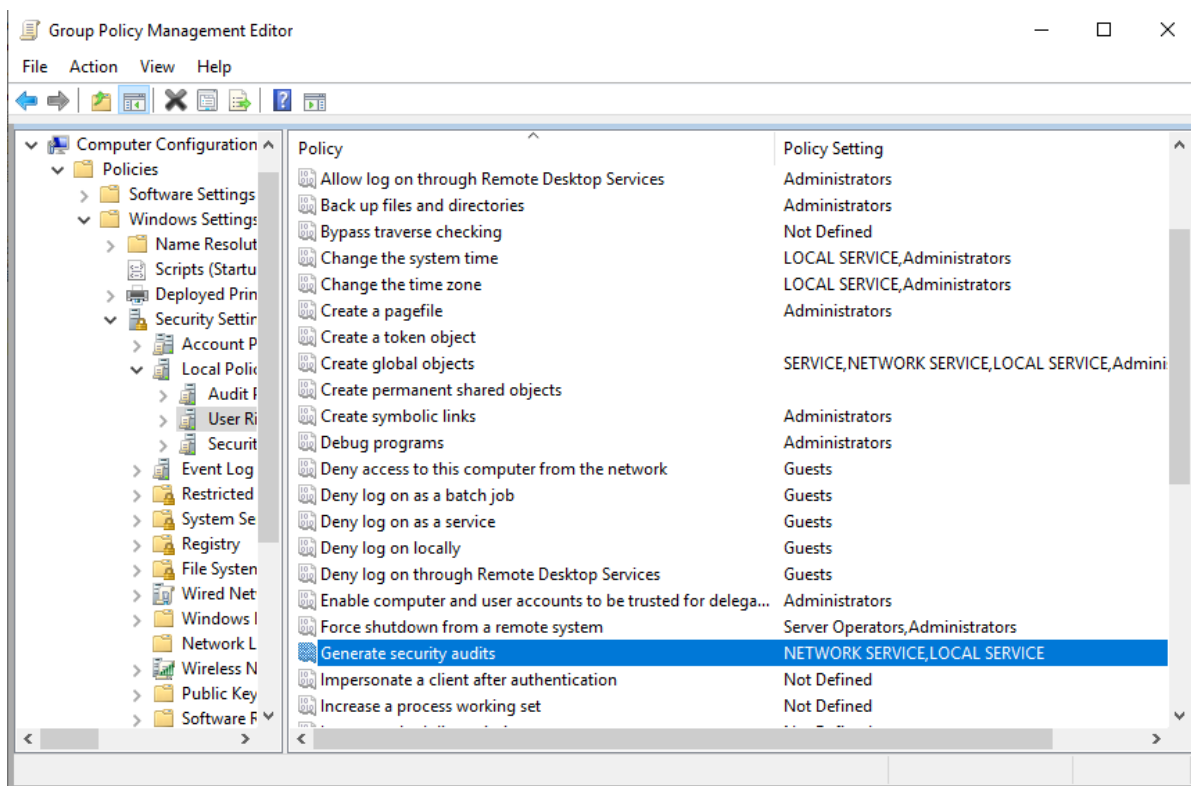 Group Policy Management Editor
File Action View Help
Computer Configuration
Policies
Software Settings
Windows Settings
Name Resolut
Scripts (Startu
Deployed Prin
Security Settin
Account P
Local Polic
Audit P
User Ri
Securit
Event Log
Restricted
System Se
Registry
File System
Wired Net
Windows
Network L
Wireless N
Public Key
Software R
Policy Policy Setting
Allow log on through Remote Desktop Services Administrators
Back up files and directories Administrators
Bypass traverse checking Not Defined
Change the system time LOCAL SERVICE,Administrators
Change the time zone LOCAL SERVICE,Administrators
Create a pagefile Administrators
Create a token object
Create global objects SERVICE,NETWORK SERVICE,LOCAL SERVICE,Admini
Create permanent shared objects
Create symbolic links Administrators
Debug programs Administrators
Deny access to this computer from the network Guests
Deny log on as a batch job Guests
Deny log on as a service Guests
Deny log on locally Guests
Deny log on through Remote Desktop Services Guests
Enable computer and user accounts to be trusted for delega... Administrators
Force shutdown from a remote system Server Operators,Administrators
Generate security audits NETWORK SERVICE,LOCAL SERVICE
Impersonate a client after authentication Not Defined
Increase a process working set Not Defined